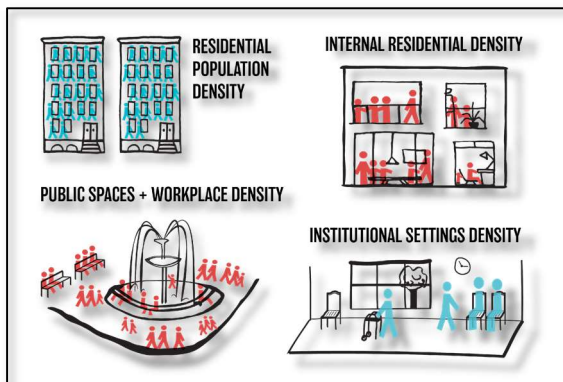 RESIDENTIAL
POPULATION
DENSITY
INTERNAL RESIDENTIAL DENSITY
PUBLIC SPACES + WORKPLACE DENSITY
INSTITUTIONAL SETTINGS DENSITY